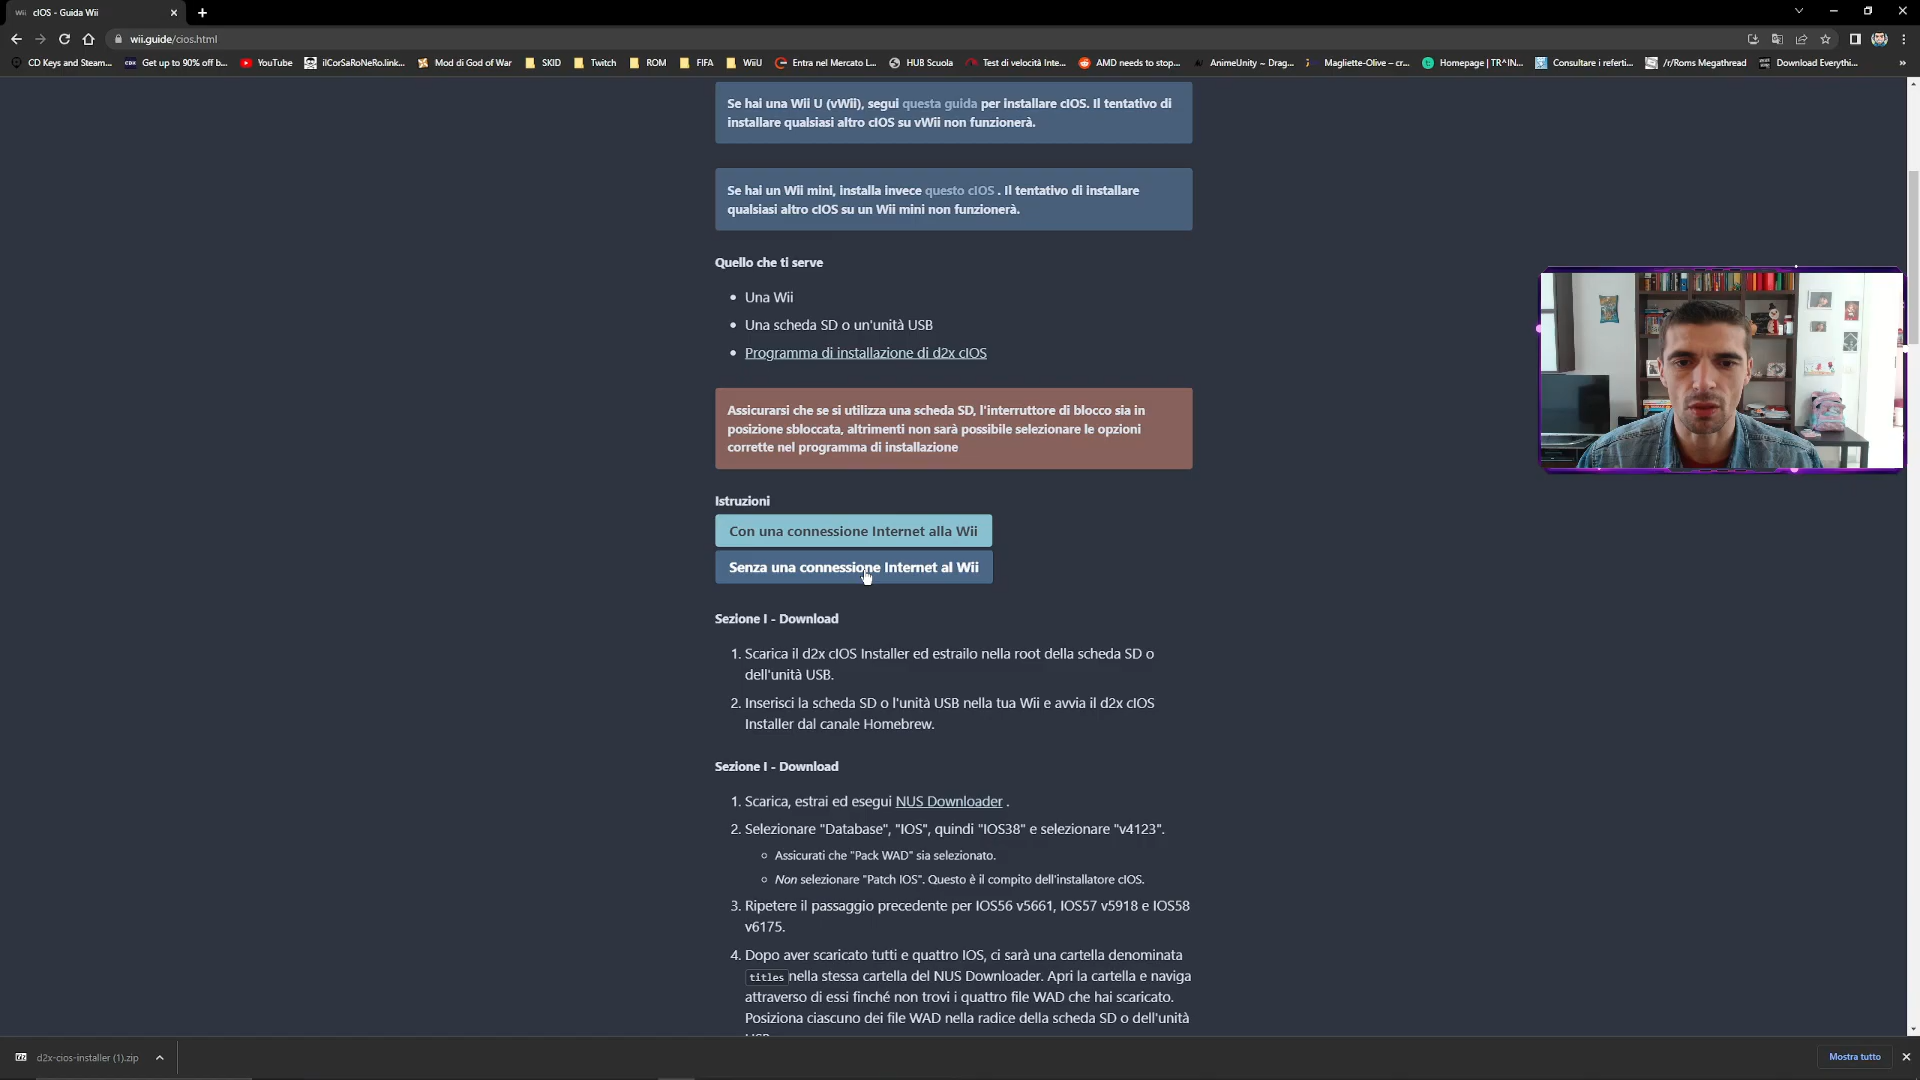 cIOS - Guida Wii
wii.guide/cios.html
CD Keys and Steam...
Get up to 90% off b...
YouTube
ilCorSaRoNeRo.link...
Mod di God of War
SKID
Twitch
ROM
FIFA
WiiU
Entra nel Mercato L...
HUB Scuola
Test di velocità Inte...
AMD needs to stop...
AnimeUnity ~ Drag...
Magliette-Olive – cr...
Homepage | TR^IN...
Consultare i referti...
/r/Roms Megathread
Download Everythi...
Se hai una Wii U (vWii), segui questa guida per installare cIOS. Il tentativo di
installare qualsiasi altro cIOS su vWii non funzionerà.
Se hai un Wii mini, installa invece questo cIOS . Il tentativo di installare
qualsiasi altro cIOS su un Wii mini non funzionerà.
Quello che ti serve
Una Wii
Una scheda SD o un'unità USB
Programma di installazione di d2x cIOS
Assicurarsi che se si utilizza una scheda SD, l'interruttore di blocco sia in
posizione sbloccata, altrimenti non sarà possibile selezionare le opzioni
corrette nel programma di installazione
Istruzioni
Con una connessione Internet alla Wii
Senza una connessione Internet al Wii
Sezione I - Download
1. Scarica il d2x cIOS Installer ed estrailo nella root della scheda SD o
dell'unità USB.
2. Inserisci la scheda SD o l'unità USB nella tua Wii e avvia il d2x cIOS
Installer dal canale Homebrew.
Sezione I - Download
1. Scarica, estrai ed esegui NUS Downloader .
2. Selezionare "Database", "IOS", quindi "IOS38" e selezionare "v4123".
Assicurati che "Pack WAD" sia selezionato.
Non selezionare "Patch IOS". Questo è il compito dell'installatore cIOS.
3. Ripetere il passaggio precedente per IOS56 v5661, IOS57 v5918 e IOS58
v6175.
4. Dopo aver scaricato tutti e quattro IOS, ci sarà una cartella denominata
titles nella stessa cartella del NUS Downloader. Apri la cartella e naviga
attraverso di essi finché non trovi i quattro file WAD che hai scaricato.
Posiziona ciascuno dei file WAD nella radice della scheda SD o dell'unità
d2x-cios-installer (1).zip
Mostra tutto